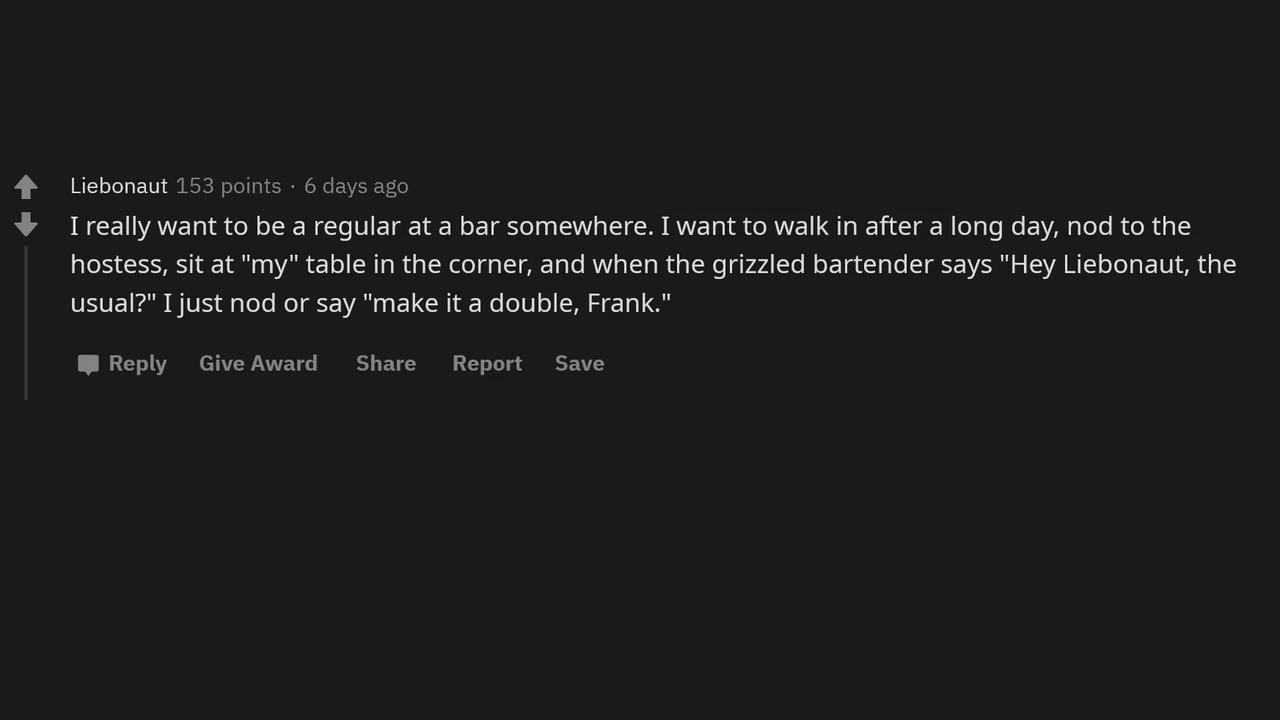 Liebonaut 153 points · 6 days ago
I really want to be a regular at a bar somewhere. I want to walk in after a long day, nod to the
hostess, sit at "my" table in the corner, and when the grizzled bartender says "Hey Liebonaut, the
usual?" I just nod or say "make it a double, Frank."
Reply Give Award Share Report Save